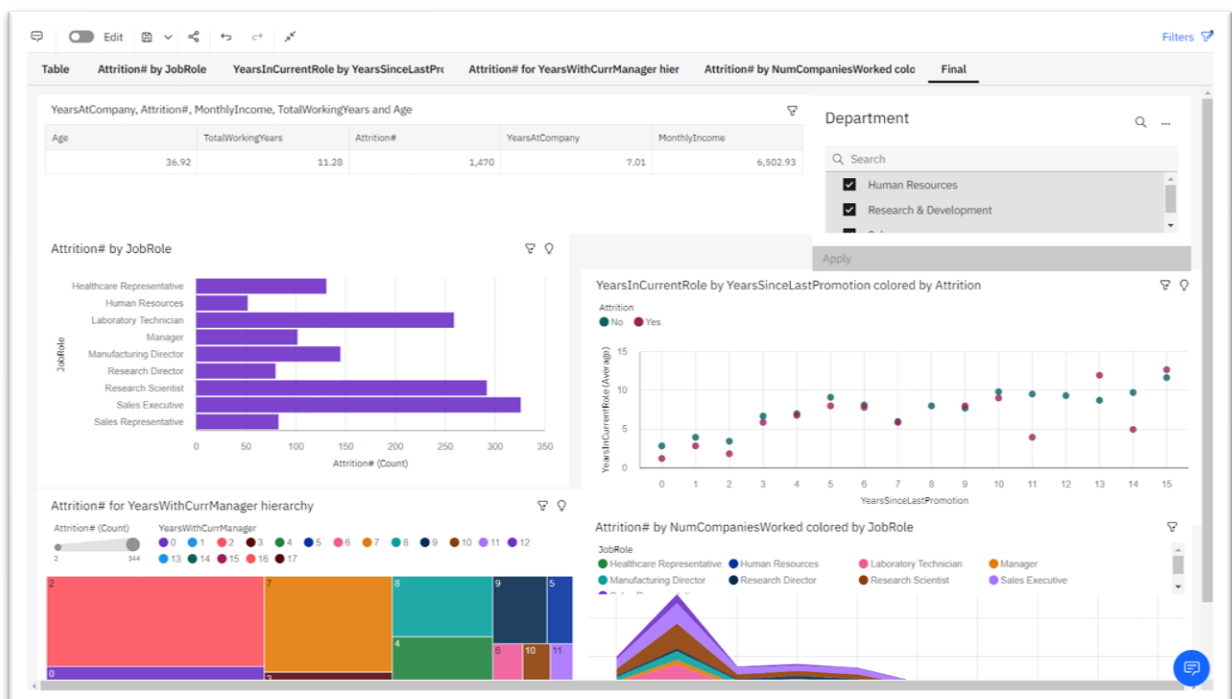 Edit
Filters
Table Attrition# by JobRole YearsInCurrentRole by YearsSinceLastPro Attrition# for YearsWithCurrManager hier Attrition# by NumCompaniesWorked colo Final
YearsAtCompany, Attrition#, MonthlyIncome, TotalWorkingYears and Age
Age TotalWorkingYears Attrition# YearsAtCompany MonthlyIncome
36.92 11.28 1,470 7.01 6,502.93
Department
Search
Human Resources
Research & Development
Apply
Attrition# by JobRole
JobRole
Healthcare Representative
Human Resources
Laboratory Technician
Manager
Manufacturing Director
Research Director
Research Scientist
Sales Executive
Sales Representative
0 50 100 150 200 250 300 350
Attrition# (Count)
YearsInCurrentRole by YearsSinceLastPromotion colored by Attrition
Attrition
No Yes
YearsInCurrentRole (Average)
15
10
5
0
0 1 2 3 4 5 6 7 8 9 10 11 12 13 14 15
YearsSinceLastPromotion
Attrition# for YearsWithCurrManager hierarchy
Attrition# (Count) YearsWithCurrManager
2 344
0 1 2 3 4 5 6 7 8 9 10 11 12
13 14 15 16 17
2 7 8 9 5
4 6 10 11
0 3
Attrition# by NumCompaniesWorked colored by JobRole
JobRole
Healthcare Representative Human Resources Laboratory Technician Manager
Manufacturing Director Research Director Research Scientist Sales Executive